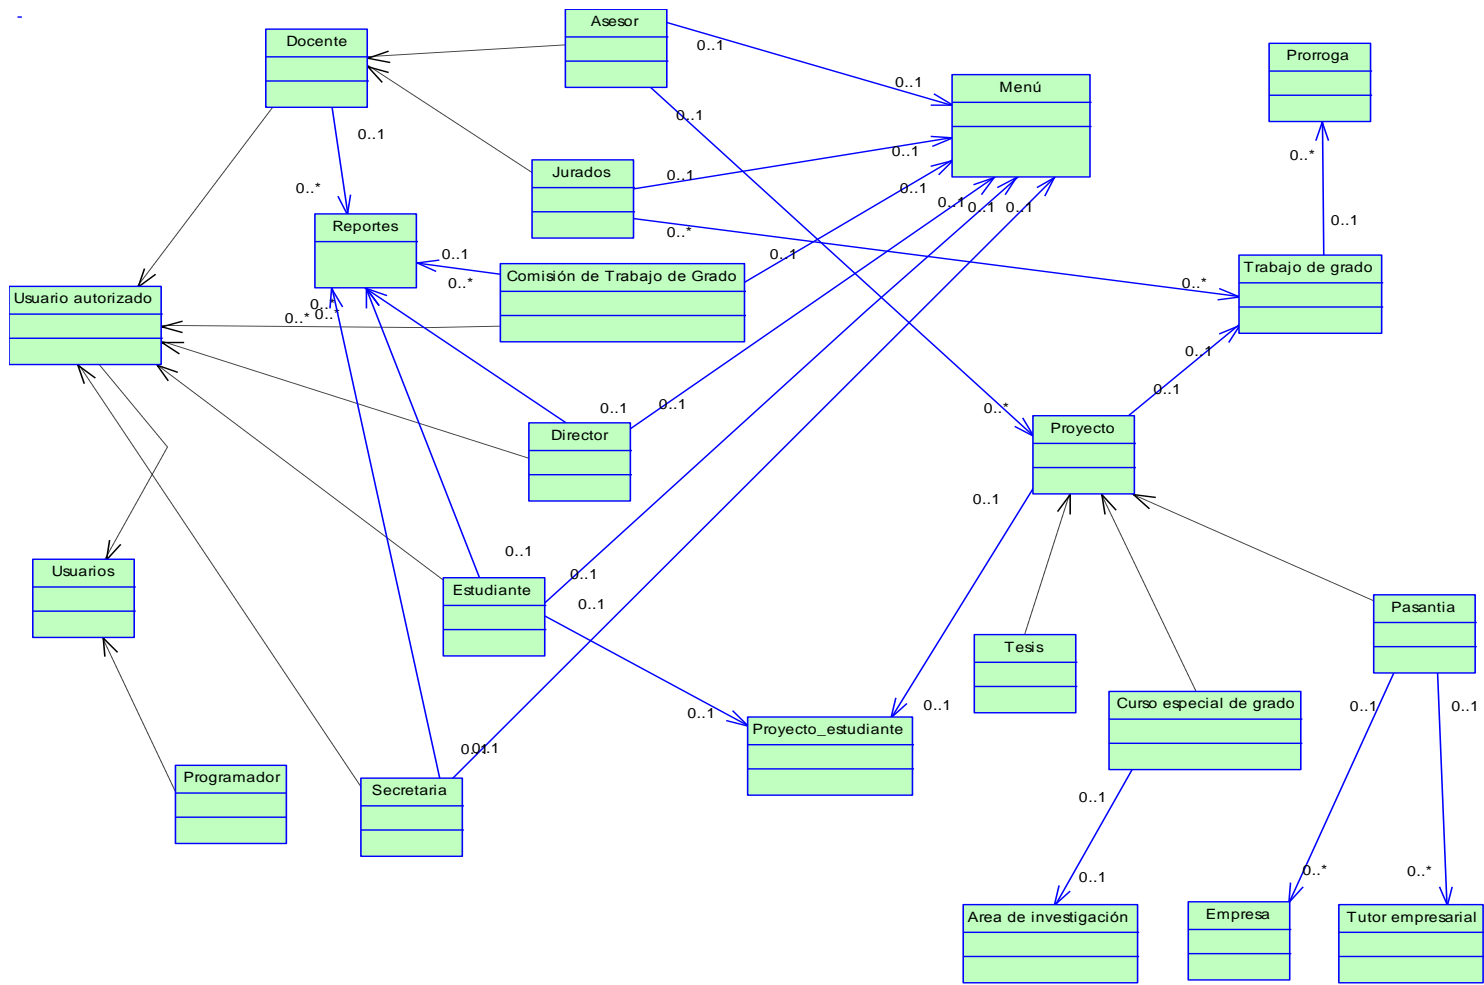 -
Asesor
Docente
0..1
Prorroga
0..1
Menú
0..1
0..1
0..1
0..*
Jurados
0..1
0..1
0..*
0..1
0..1
0..1
0..1
Reportes
0..*
0..1
0..1
0..1
Comisión de Trabajo de Grado
0..*
Trabajo de grado
0..*
Usuario autorizado
0..*
0..*
0..*
0..1
0..1
0..1
0..1
0..*
Director
Proyecto
0..1
0..1
Usuarios
0..1
Estudiante
0..1
Pasantia
Tesis
0..1
0..1
0..1
0..1
Curso especial de grado
Proyecto_estudiante
0..1
Programador
Secretaria
0..1
0..1
0..*
0..*
Area de investigación
Empresa
Tutor empresarial